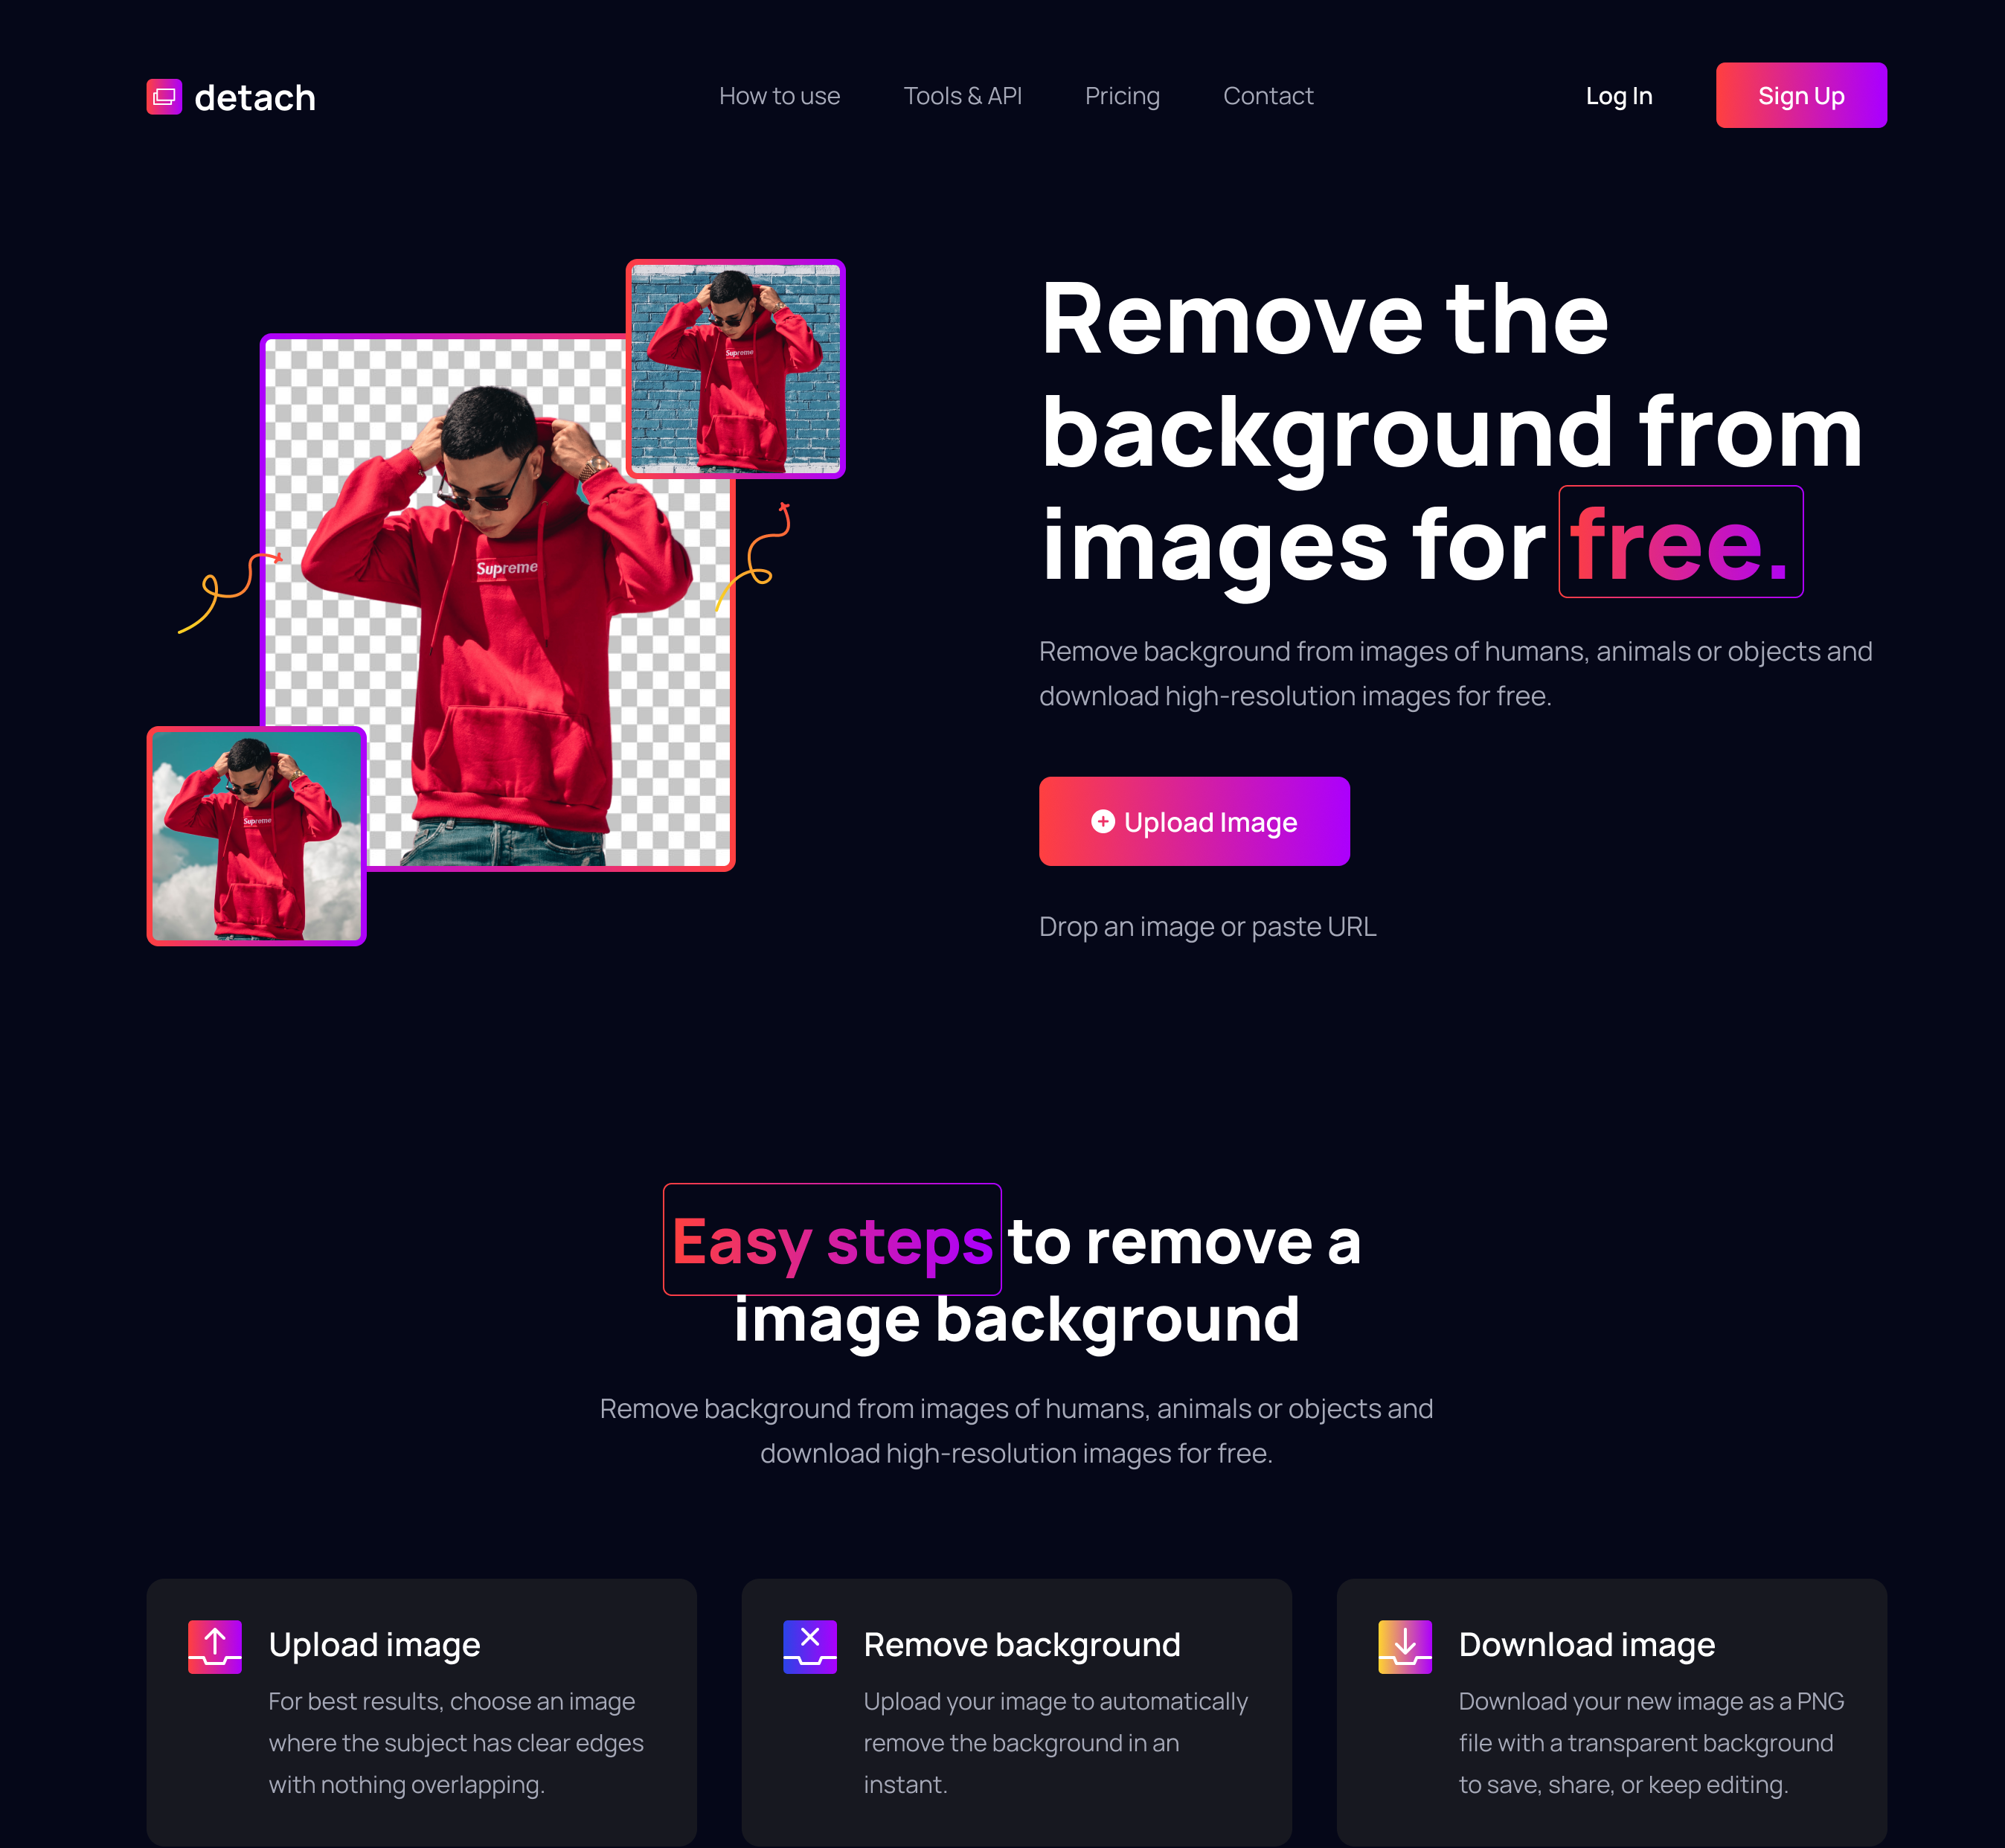 detach
How to use
Tools & API
Pricing
Contact
Log In
Sign Up
Supreme
Supreme
Supreme
Remove the
background from
images for free.
Remove background from images of humans, animals or objects and
download high-resolution images for free.
Upload Image
Drop an image or paste URL
Easy steps to remove a
image background
Remove background from images of humans, animals or objects and
download high-resolution images for free.
Upload image
For best results, choose an image
where the subject has clear edges
with nothing overlapping.
Remove background
Upload your image to automatically
remove the background in an
instant.
Download image
Download your new image as a PNG
file with a transparent background
to save, share, or keep editing.